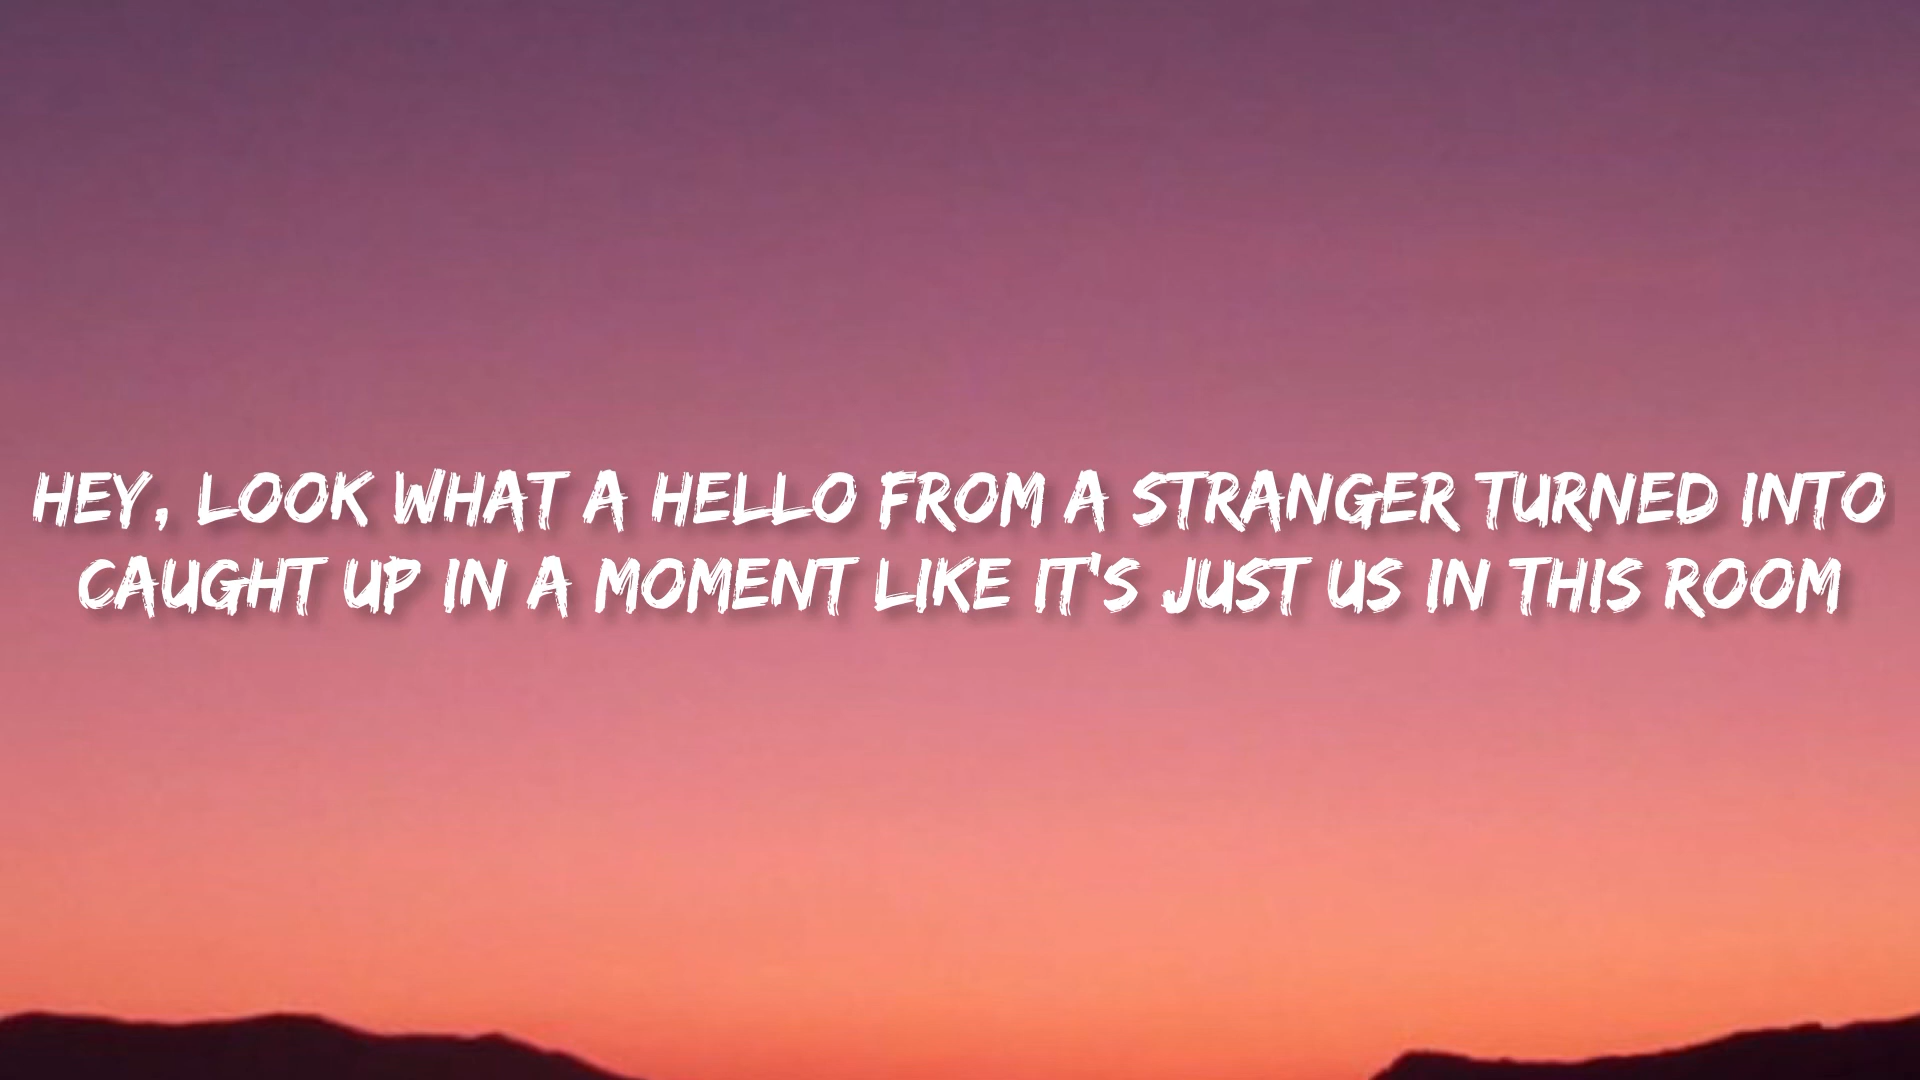 HEY, LOOK WHAT A HELLO FROM A STRANGER TURNED INTO
CAUGHT UP IN A MOMENT LIKE IT'S JUST US IN THIS ROOM